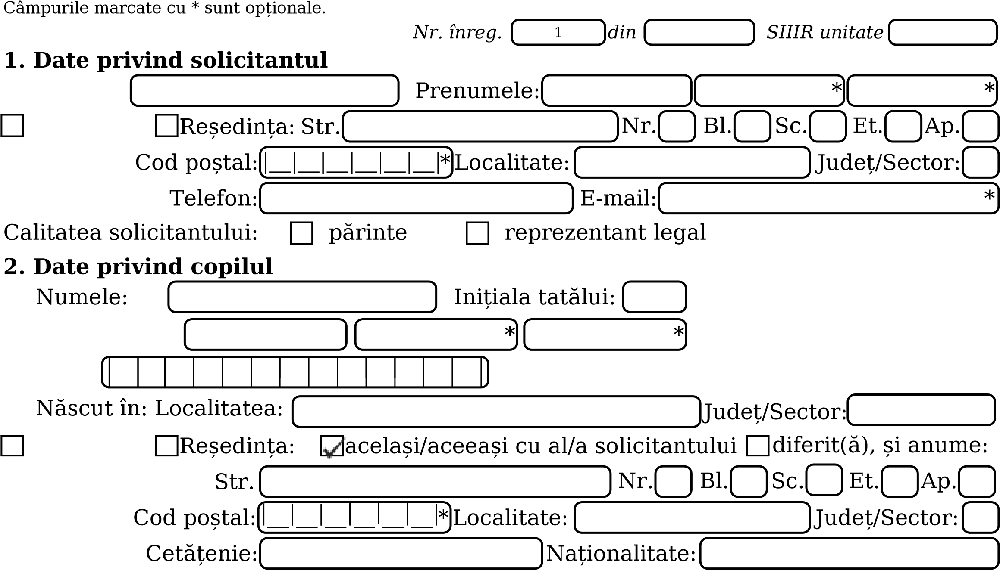 Câmpurile marcate cu * sunt opționale.
Nr. înreg. 1 din SIIIR unitate
1. Date privind solicitantul
Prenumele: * *
Reședința: Str. Nr. Bl. Sc. Et. Ap.
Cod poștal: |__|__|__|__|__|__|* Localitate: Județ/Sector:
Telefon: E-mail: *
Calitatea solicitantului: părinte reprezentant legal
2. Date privind copilul
Numele: Inițiala tatălui:
* *
Născut în: Localitatea: Județ/Sector:
Reședința: același/aceeași cu al/a solicitantului diferit(ă), și anume:
Str. Nr. Bl. Sc. Et. Ap.
Cod poștal: |__|__|__|__|__|__|* Localitate: Județ/Sector:
Cetățenie: Naționalitate: